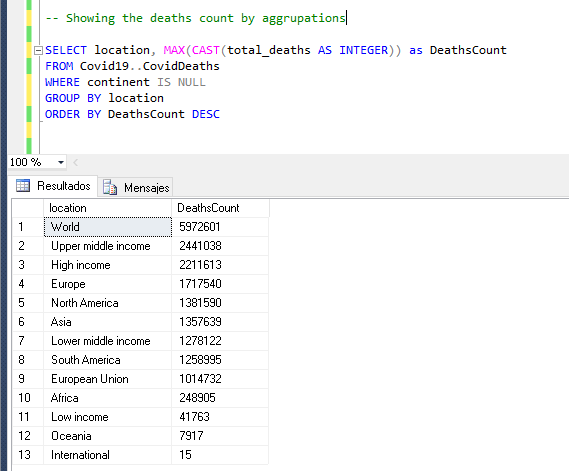 -- Showing the deaths count by aggrupations
SELECT location, MAX(CAST(total_deaths AS INTEGER)) as DeathsCount
FROM Covid19..CovidDeaths
WHERE continent IS NULL
GROUP BY location
ORDER BY DeathsCount DESC
100 %
Resultados Mensajes
location DeathsCount
1 World 5972601
2 Upper middle income 2441038
3 High income 2211613
4 Europe 1717540
5 North America 1381590
6 Asia 1357639
7 Lower middle income 1278122
8 South America 1258995
9 European Union 1014732
10 Africa 248905
11 Low income 41763
12 Oceania 7917
13 International 15